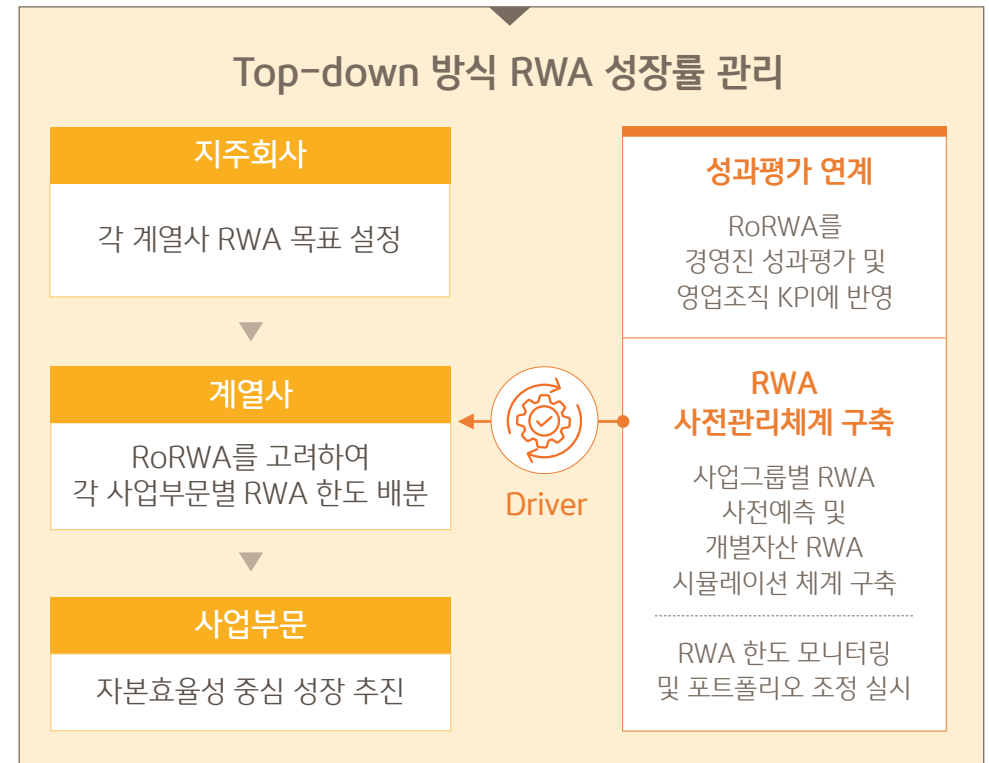 Top-down 방식 RWA 성장률 관리
지주회사
각 계열사 RWA 목표 설정
계열사
RoRWA를 고려하여
각 사업부문별 RWA 한도 배분
사업부문
자본효율성 중심 성장 추진
Driver
성과평가 연계
RoRWA를
경영진 성과평가 및
영업조직 KPI에 반영
RWA
사전관리체계 구축
사업그룹별 RWA
사전예측 및
개별자산 RWA
시뮬레이션 체계 구축
RWA 한도 모니터링
및 포트폴리오 조정 실시